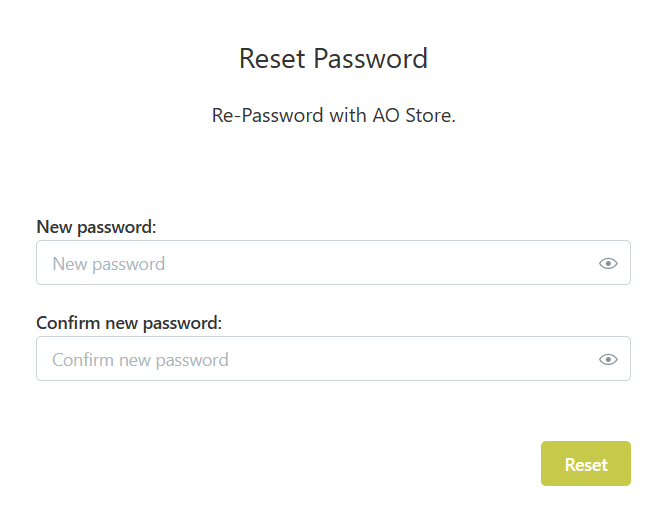 Reset Password
Re-Password with AO Store.
New password:
New password
Confirm new password:
Confirm new password
Reset